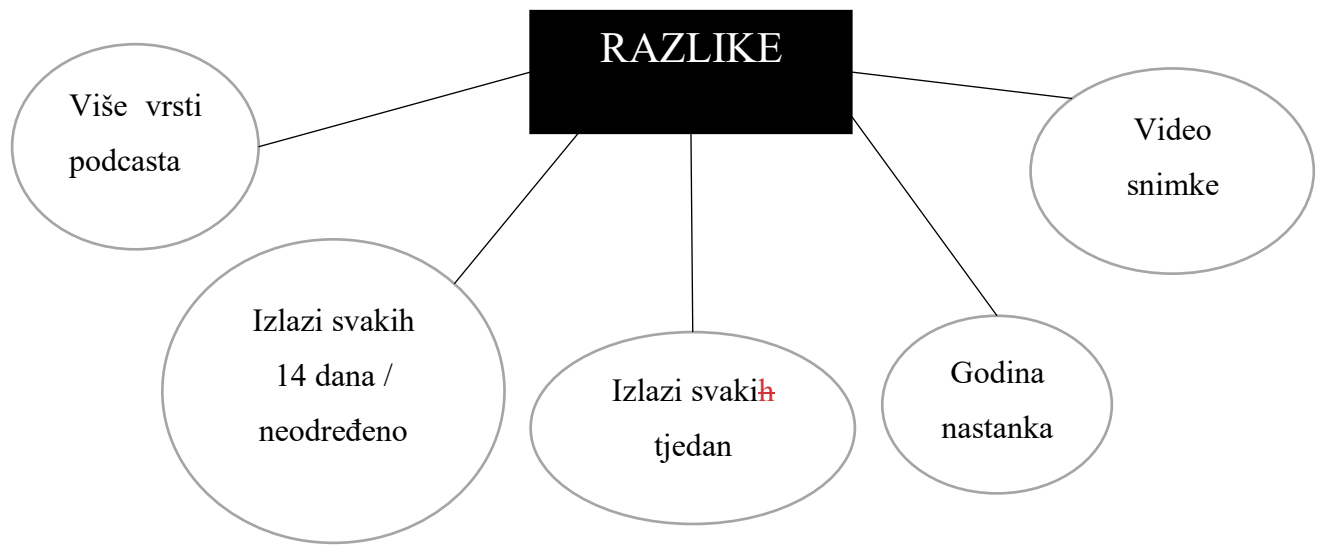 RAZLIKE
Više vrsti
podcasta
Izlazi svakih
14 dana /
neodređeno
Izlazi svakih
tjedan
Godina
nastanka
Video
snimke